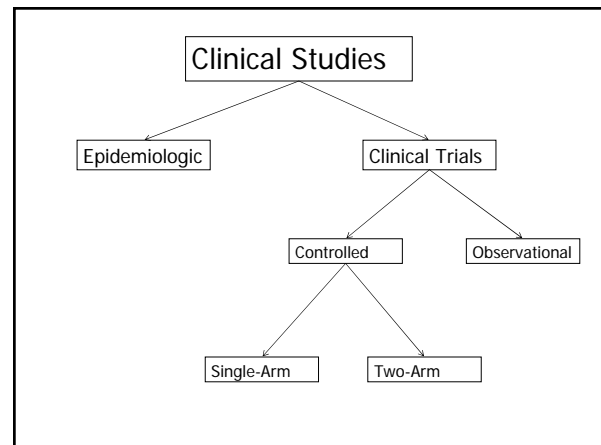 Clinical Studies
Epidemiologic
Clinical Trials
Controlled
Observational
Single-Arm
Two-Arm